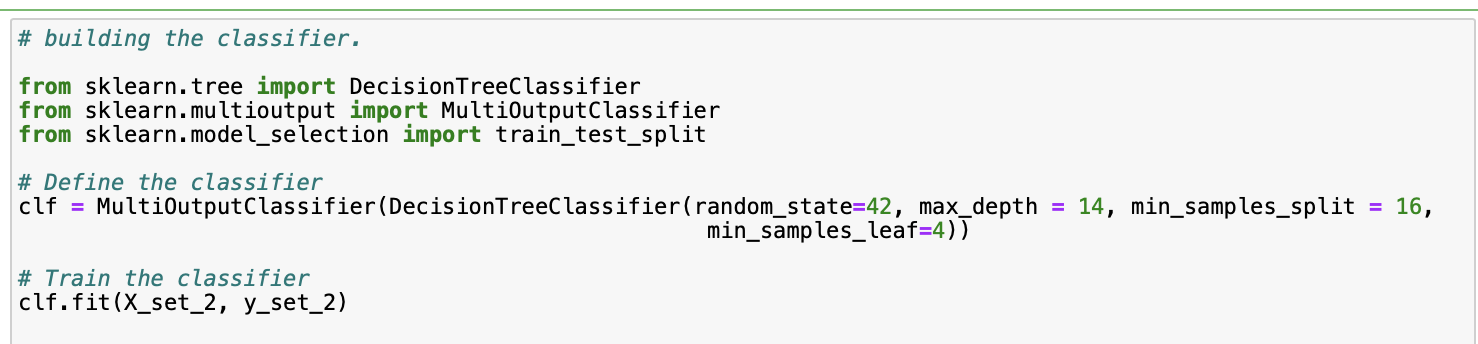 # building the classifier.
from sklearn.tree import DecisionTreeClassifier
from sklearn.multioutput import MultiOutputClassifier
from sklearn.model_selection import train_test_split
# Define the classifier
clf = MultiOutputClassifier(DecisionTreeClassifier(random_state=42, max_depth = 14, min_samples_split = 16,
min_samples_leaf=4))
# Train the classifier
clf.fit(X_set_2, y_set_2)